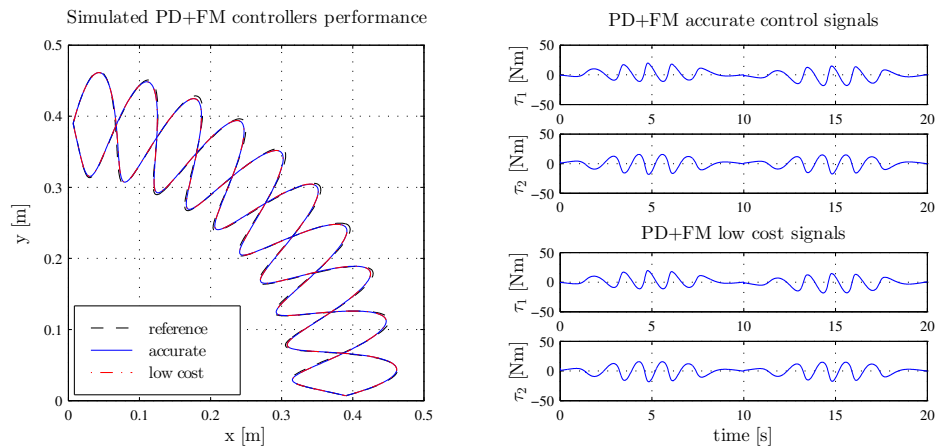 Simulated PD+FM controllers performance
0.5
0.4
0.3
0.2
0.1
0
y [m]
reference
accurate
low cost
0 0.1 0.2 0.3 0.4 0.5
x [m]
PD+FM accurate control signals
50
0
−50
τ1 [Nm]
0 5 10 15 20
50
0
−50
τ2 [Nm]
0 5 10 15 20
PD+FM low cost signals
50
0
−50
τ1 [Nm]
0 5 10 15 20
50
0
−50
τ2 [Nm]
0 5 10 15 20
time [s]